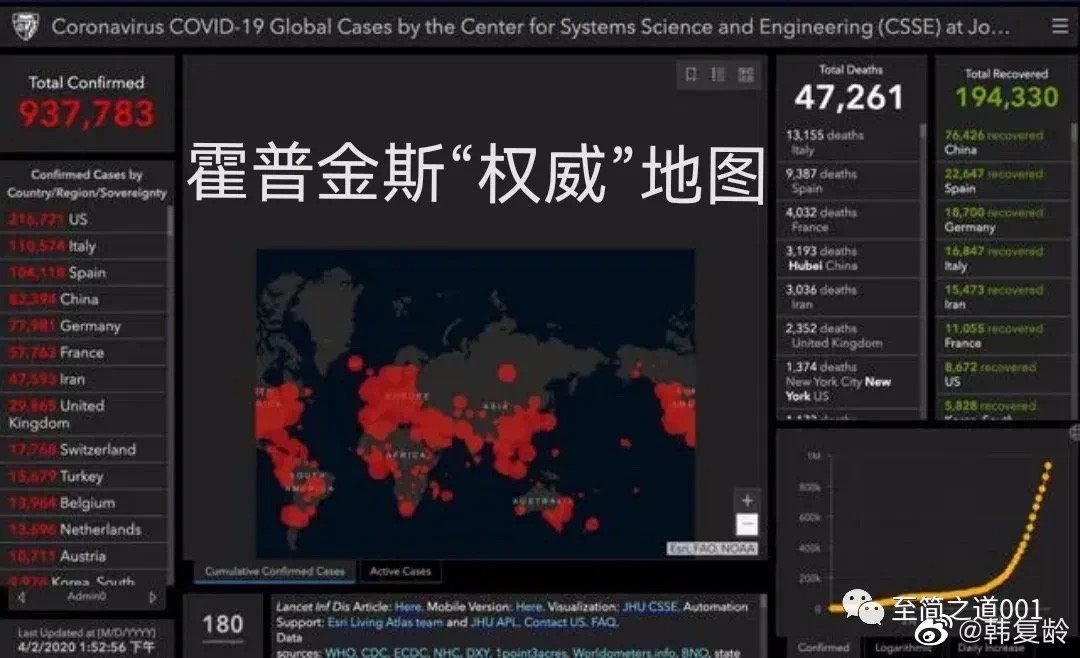 Coronavirus COVID-19 Global Cases by the Center for Systems Science and Engineering (CSSE) at Jo...
Total Confirmed
937,783
Confirmed Cases by
Country/Region/Sovereignty
216,721 US
110,574 Italy
104,118 Spain
82,394 China
77,981 Germany
57,763 France
47,593 Iran
29,865 United
Kingdom
17,768 Switzerland
15,679 Turkey
13,964 Belgium
13,696 Netherlands
10,711 Austria
9,976 Korea, South
Admin0
Last Updated at (M/D/YYYY)
4/2/2020 1:52:56 下午
霍普金斯“权威”地图
EUROPE
ASIA
AFRICA
SOUTH
AMERICA
AUSTRALIA
+
−
Esri, FAO, NOAA
Cumulative Confirmed Cases
Active Cases
180
Lancet Inf Dis Article: Here. Mobile Version: Here. Visualization: JHU CSSE. Automation
Support: Esri Living Atlas team and JHU APL. Contact US. FAQ.
Data
sources: WHO, CDC, ECDC, NHC, DXY, 1point3acres, Worldometers.info, BNO, state
Total Deaths
47,261
13,155 deaths
Italy
9,387 deaths
Spain
4,032 deaths
France
3,193 deaths
Hubei China
3,036 deaths
Iran
2,352 deaths
United Kingdom
1,374 deaths
New York City New
York US
Total Recovered
194,330
76,426 recovered
China
22,647 recovered
Spain
18,700 recovered
Germany
16,847 recovered
Italy
15,473 recovered
Iran
11,055 recovered
France
8,672 recovered
US
5,828 recovered
Korea, South
1M
800k
600k
400k
200k
0
Confirmed
Logarithmic
Daily Increase
至简之道001
@韩复龄